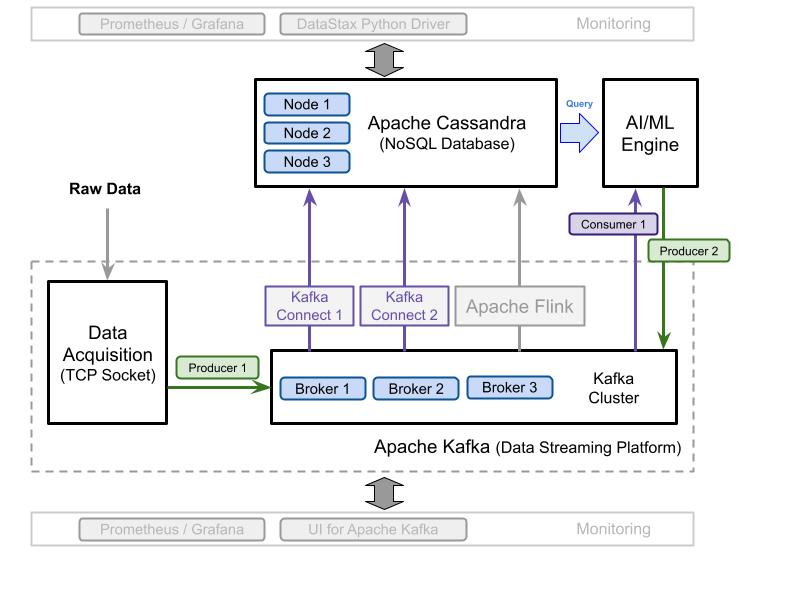 Prometheus / Grafana
DataStax Python Driver
Monitoring
Node 1
Node 2
Node 3
Apache Cassandra
(NoSQL Database)
Query
AI/ML
Engine
Raw Data
Consumer 1
Producer 2
Data
Acquisition
(TCP Socket)
Producer 1
Kafka
Connect 1
Kafka
Connect 2
Apache Flink
Broker 1
Broker 2
Broker 3
Kafka
Cluster
Apache Kafka (Data Streaming Platform)
Prometheus / Grafana
UI for Apache Kafka
Monitoring